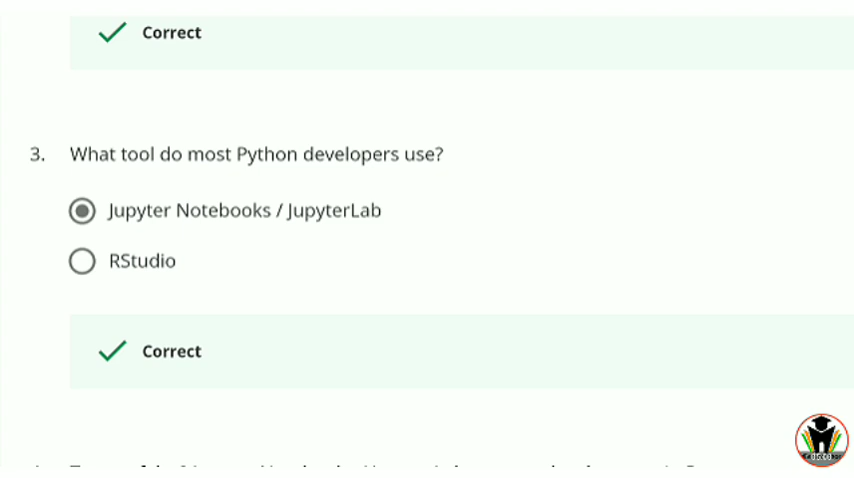 Correct
3. What tool do most Python developers use?
Jupyter Notebooks / JupyterLab
RStudio
Correct